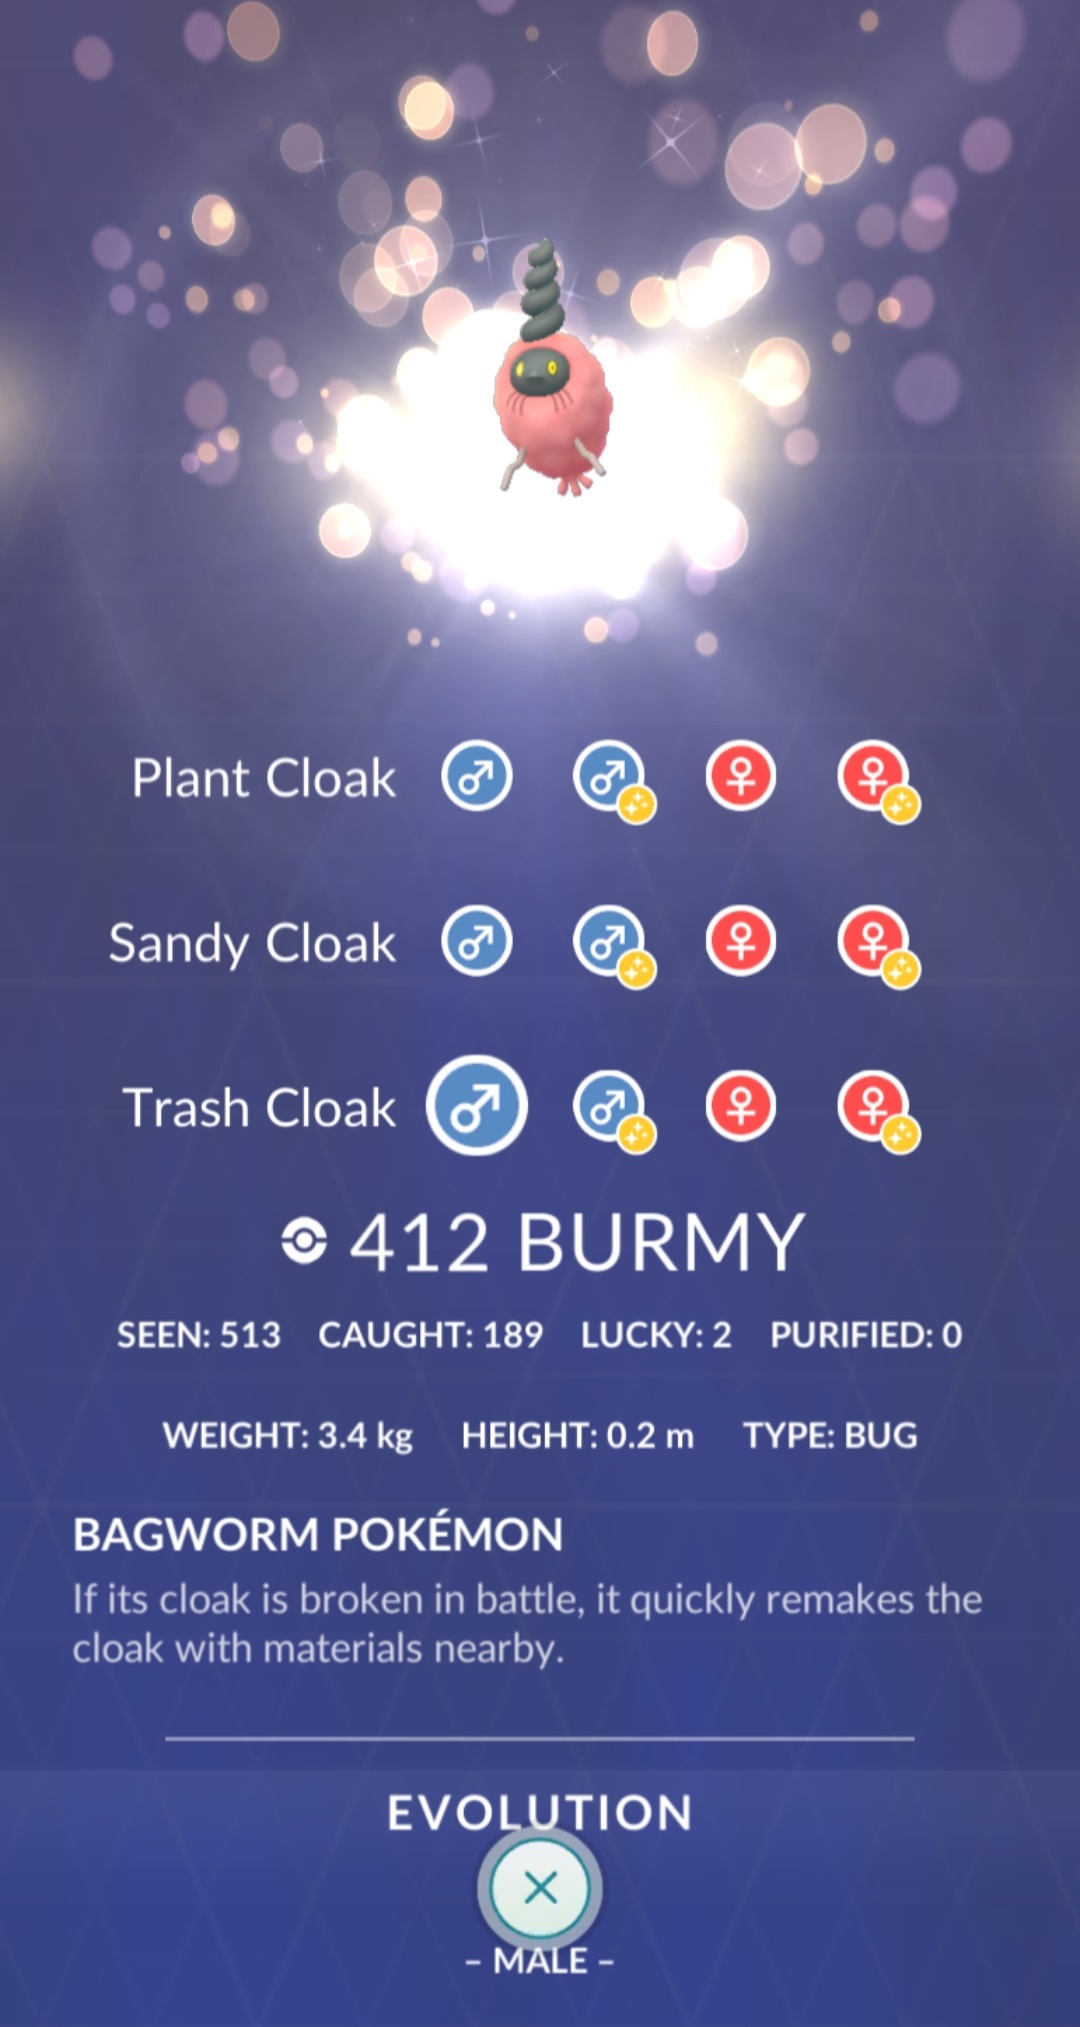 Plant Cloak
Sandy Cloak
Trash Cloak
412 BURMY
SEEN: 513 CAUGHT: 189 LUCKY: 2 PURIFIED: 0
WEIGHT: 3.4 kg HEIGHT: 0.2 m TYPE: BUG
BAGWORM POKÉMON
If its cloak is broken in battle, it quickly remakes the
cloak with materials nearby.
EVOLUTION
– MALE –